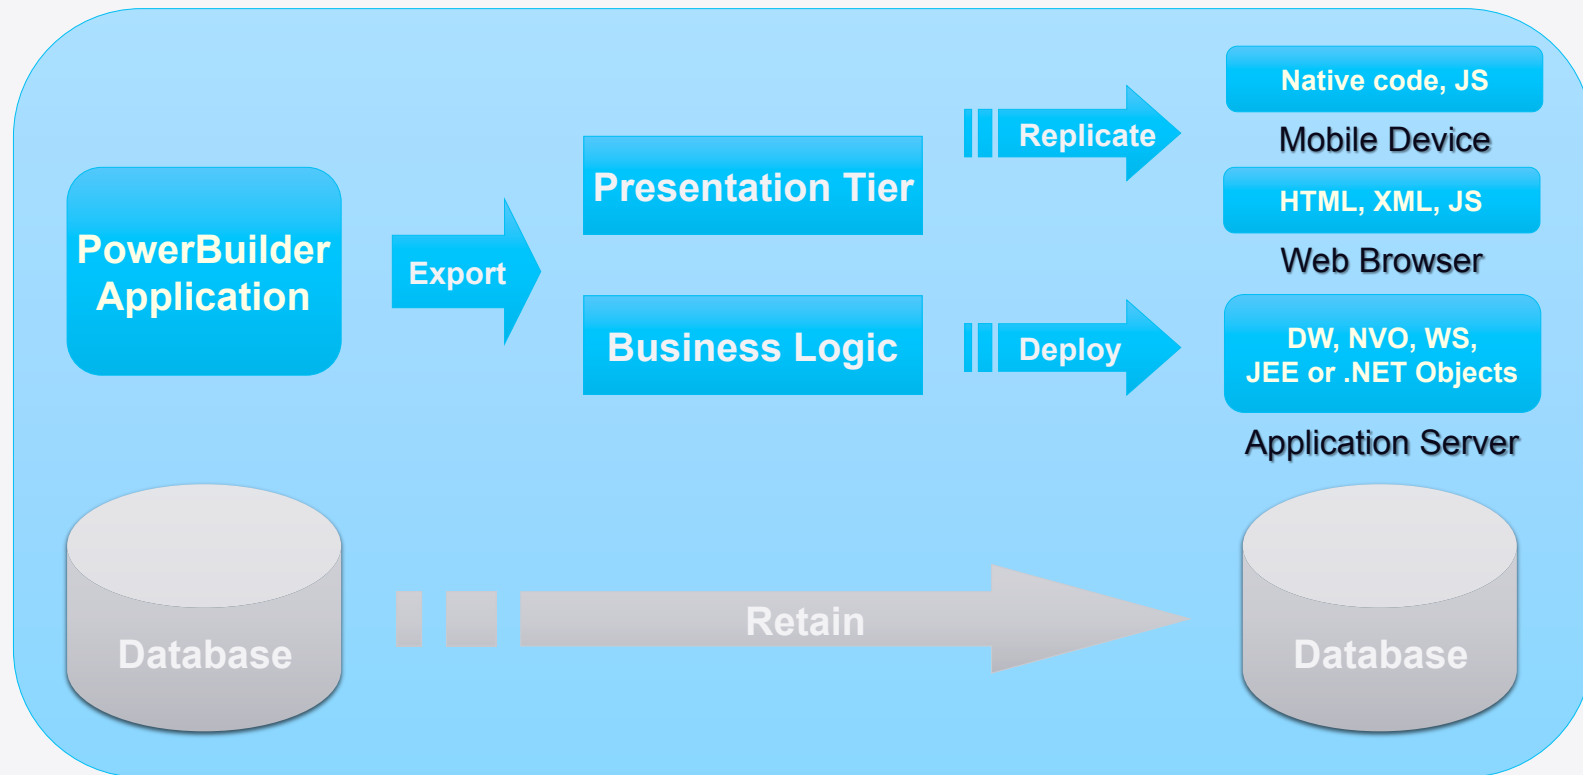 PowerBuilder
Application
Export
Presentation Tier
Business Logic
Replicate
Deploy
Native code, JS
Mobile Device
HTML, XML, JS
Web Browser
DW, NVO, WS,
JEE or .NET Objects
Application Server
Database
Retain
Database